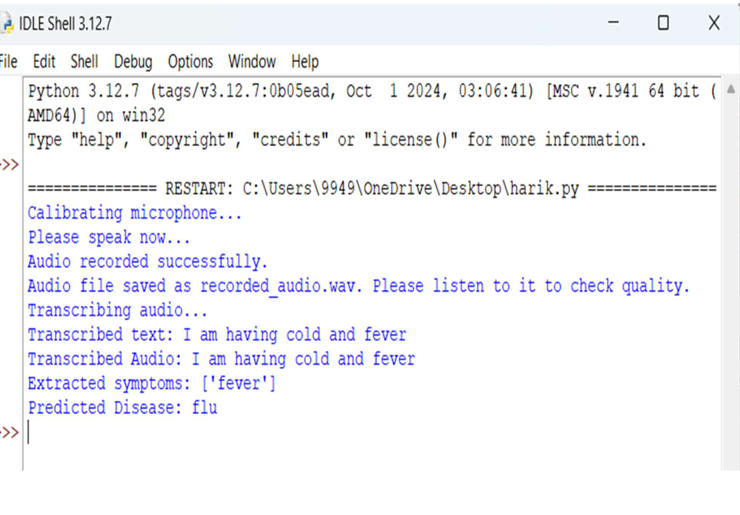 IDLE Shell 3.12.7
File Edit Shell Debug Options Window Help
Python 3.12.7 (tags/v3.12.7:0b05ead, Oct  1 2024, 03:06:41) [MSC v.1941 64 bit (
AMD64)] on win32
Type "help", "copyright", "credits" or "license()" for more information.
>>>
=============== RESTART: C:\Users\9949\OneDrive\Desktop\harik.py ===============
Calibrating microphone...
Please speak now...
Audio recorded successfully.
Audio file saved as recorded_audio.wav. Please listen to it to check quality.
Transcribing audio...
Transcribed text: I am having cold and fever
Transcribed Audio: I am having cold and fever
Extracted symptoms: ['fever']
Predicted Disease: flu
>>>